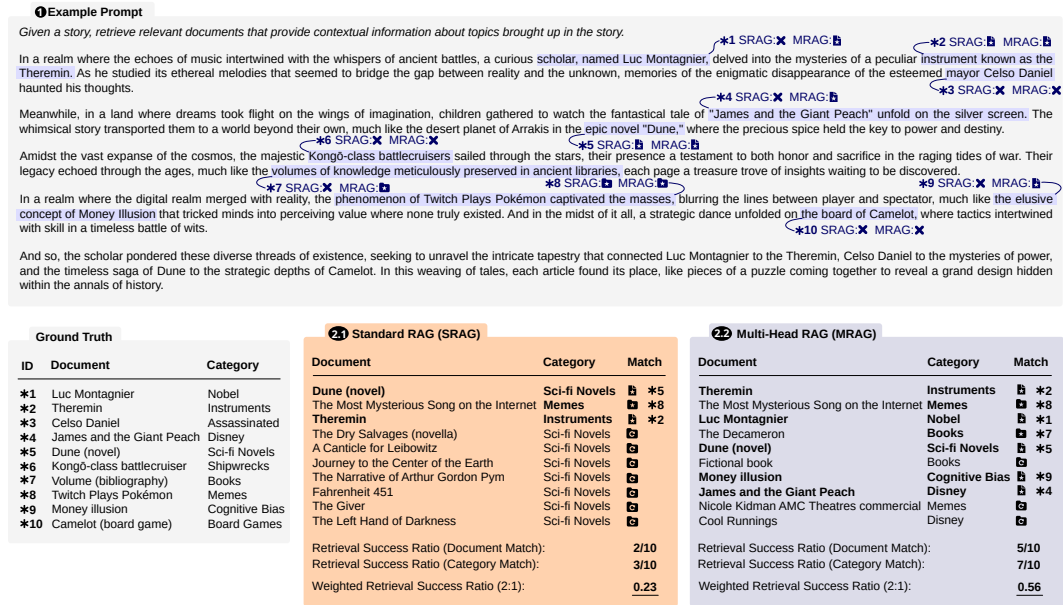 1 Example Prompt
Given a story, retrieve relevant documents that provide contextual information about topics brought up in the story.
∗1 SRAG:✖ MRAG:
∗2 SRAG: MRAG:
In a realm where the echoes of music intertwined with the whispers of ancient battles, a curious scholar, named Luc Montagnier, delved into the mysteries of a peculiar instrument known as the
Theremin. As he studied its ethereal melodies that seemed to bridge the gap between reality and the unknown, memories of the enigmatic disappearance of the esteemed mayor Celso Daniel
haunted his thoughts.
∗3 SRAG:✖ MRAG:✖
∗4 SRAG:✖ MRAG:
Meanwhile, in a land where dreams took flight on the wings of imagination, children gathered to watch the fantastical tale of "James and the Giant Peach" unfold on the silver screen. The
whimsical story transported them to a world beyond their own, much like the desert planet of Arrakis in the epic novel "Dune," where the precious spice held the key to power and destiny.
∗6 SRAG:✖ MRAG:✖
∗5 SRAG: MRAG:
Amidst the vast expanse of the cosmos, the majestic Kongō-class battlecruisers sailed through the stars, their presence a testament to both honor and sacrifice in the raging tides of war. Their
legacy echoed through the ages, much like the volumes of knowledge meticulously preserved in ancient libraries, each page a treasure trove of insights waiting to be discovered.
∗7 SRAG:✖ MRAG:
∗8 SRAG: MRAG:
∗9 SRAG:✖ MRAG:
In a realm where the digital realm merged with reality, the phenomenon of Twitch Plays Pokémon captivated the masses, blurring the lines between player and spectator, much like the elusive
concept of Money Illusion that tricked minds into perceiving value where none truly existed. And in the midst of it all, a strategic dance unfolded on the board of Camelot, where tactics intertwined
with skill in a timeless battle of wits.
∗10 SRAG:✖ MRAG:✖
And so, the scholar pondered these diverse threads of existence, seeking to unravel the intricate tapestry that connected Luc Montagnier to the Theremin, Celso Daniel to the mysteries of power,
and the timeless saga of Dune to the strategic depths of Camelot. In this weaving of tales, each article found its place, like pieces of a puzzle coming together to reveal a grand design hidden
within the annals of history.
Ground Truth
ID Document Category
∗1 Luc Montagnier Nobel
∗2 Theremin Instruments
∗3 Celso Daniel Assassinated
∗4 James and the Giant Peach Disney
∗5 Dune (novel) Sci-fi Novels
∗6 Kongō-class battlecruiser Shipwrecks
∗7 Volume (bibliography) Books
∗8 Twitch Plays Pokémon Memes
∗9 Money illusion Cognitive Bias
∗10 Camelot (board game) Board Games
2.1 Standard RAG (SRAG)
Document Category Match
Dune (novel) Sci-fi Novels ∗5
The Most Mysterious Song on the Internet Memes ∗8
Theremin Instruments ∗2
The Dry Salvages (novella) Sci-fi Novels
A Canticle for Leibowitz Sci-fi Novels
Journey to the Center of the Earth Sci-fi Novels
The Narrative of Arthur Gordon Pym Sci-fi Novels
Fahrenheit 451 Sci-fi Novels
The Giver Sci-fi Novels
The Left Hand of Darkness Sci-fi Novels
Retrieval Success Ratio (Document Match): 2/10
Retrieval Success Ratio (Category Match): 3/10
Weighted Retrieval Success Ratio (2:1): 0.23
2.2 Multi-Head RAG (MRAG)
Document Category Match
Theremin Instruments ∗2
The Most Mysterious Song on the Internet Memes ∗8
Luc Montagnier Nobel ∗1
The Decameron Books ∗7
Dune (novel) Sci-fi Novels ∗5
Fictional book Books
Money illusion Cognitive Bias ∗9
James and the Giant Peach Disney ∗4
Nicole Kidman AMC Theatres commercial Memes
Cool Runnings Disney
Retrieval Success Ratio (Document Match): 5/10
Retrieval Success Ratio (Category Match): 7/10
Weighted Retrieval Success Ratio (2:1): 0.56